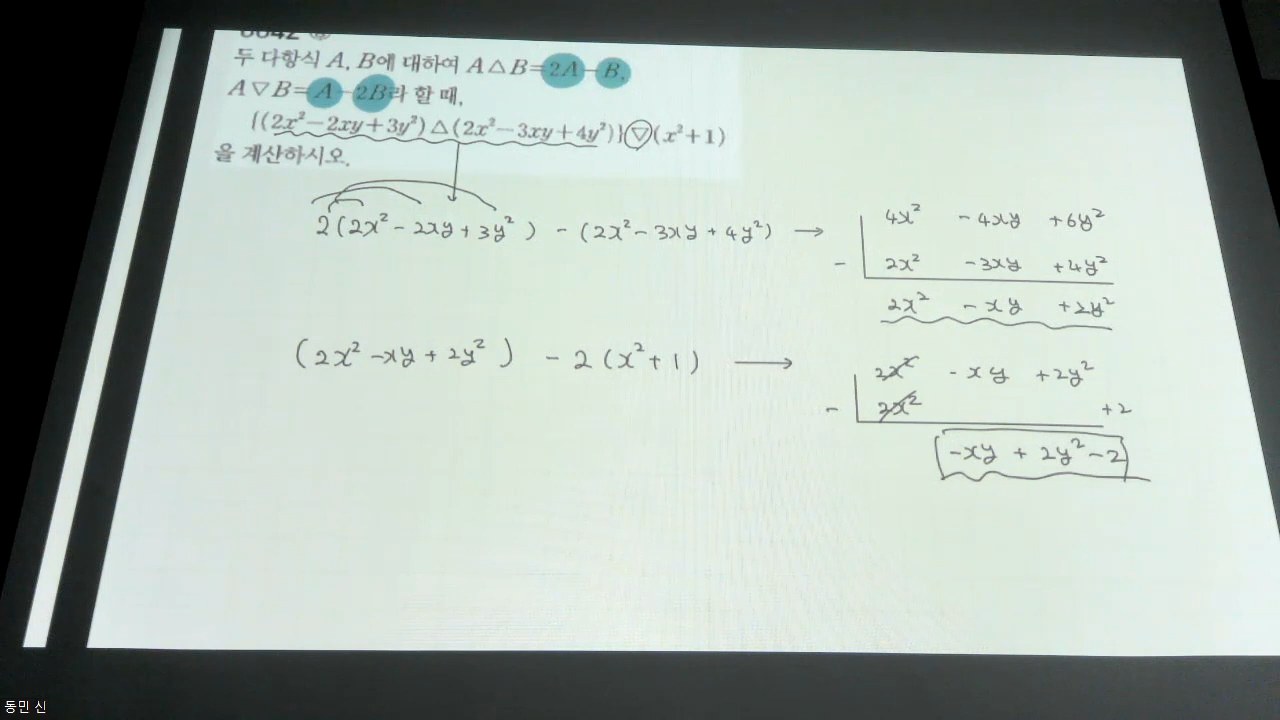 두 다항식 A, B에 대하여 A△B=2A-B,
A▽B=A-2B라 할 때,
{(2x²-2xy+3y²)△(2x²-3xy+4y²)}▽(x²+1)
을 계산하시오.
2(2x²-2xy+3y²) - (2x²-3xy+4y²) →
4x² -4xy +6y²
- 2x² -3xy +4y²
2x² -xy +2y²
(2x²-xy+2y²) -2(x²+1) →
2x² -xy +2y²
- 2x² +2
-xy + 2y²-2
동민 신